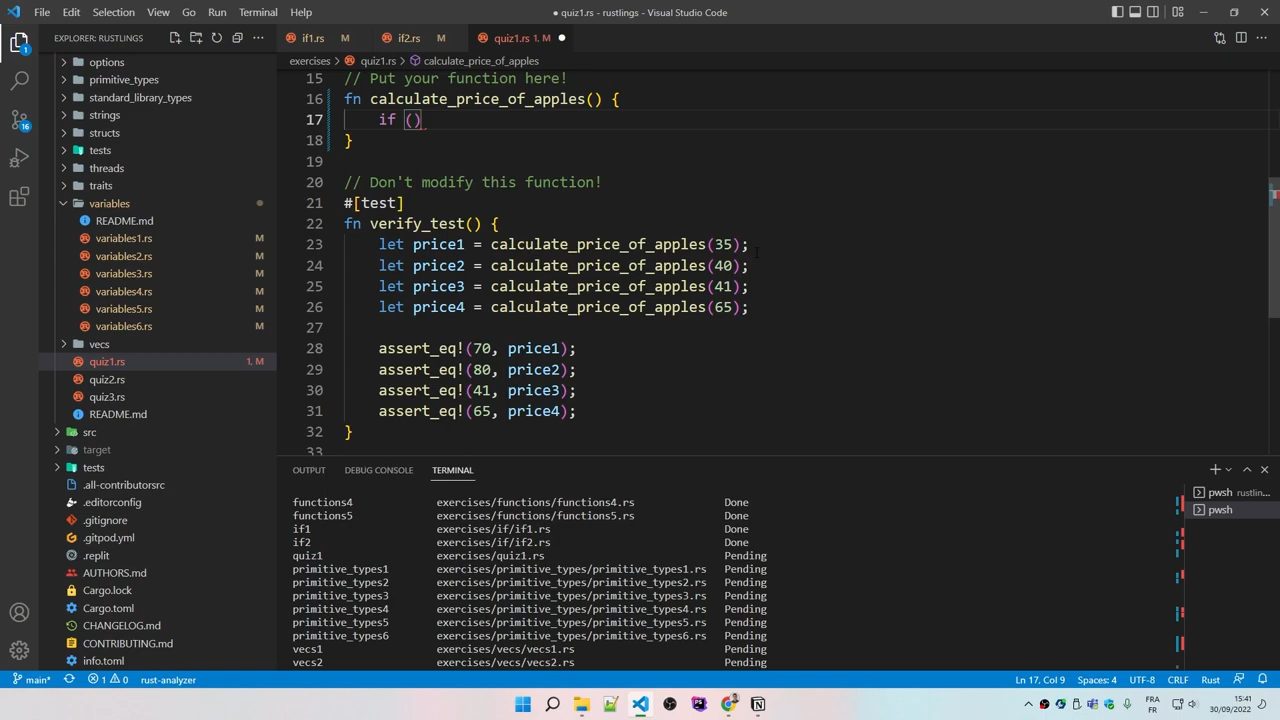 File Edit Selection View Go Run Terminal Help
● quiz1.rs - rustlings - Visual Studio Code
EXPLORER: RUSTLINGS
if1.rs M
if2.rs M
quiz1.rs 1, M
exercises > quiz1.rs > calculate_price_of_apples
options
primitive_types
standard_library_types
strings
structs
tests
threads
traits
variables
README.md
variables1.rs M
variables2.rs M
variables3.rs M
variables4.rs M
variables5.rs M
variables6.rs M
vecs
quiz1.rs 1, M
quiz2.rs
quiz3.rs
README.md
src
target
tests
.all-contributorsrc
.editorconfig
.gitignore
.gitpod.yml
.replit
AUTHORS.md
Cargo.lock
Cargo.toml
CHANGELOG.md
CONTRIBUTING.md
info.toml
1
16
15 // Put your function here!
16 fn calculate_price_of_apples() {
17 if ()
18 }
19
20 // Don't modify this function!
21 #[test]
22 fn verify_test() {
23 let price1 = calculate_price_of_apples(35);
24 let price2 = calculate_price_of_apples(40);
25 let price3 = calculate_price_of_apples(41);
26 let price4 = calculate_price_of_apples(65);
27
28 assert_eq!(70, price1);
29 assert_eq!(80, price2);
30 assert_eq!(41, price3);
31 assert_eq!(65, price4);
32 }
33
OUTPUT DEBUG CONSOLE TERMINAL
functions4 exercises/functions/functions4.rs Done
functions5 exercises/functions/functions5.rs Done
if1 exercises/if/if1.rs Done
if2 exercises/if/if2.rs Done
quiz1 exercises/quiz1.rs Pending
primitive_types1 exercises/primitive_types/primitive_types1.rs Pending
primitive_types2 exercises/primitive_types/primitive_types2.rs Pending
primitive_types3 exercises/primitive_types/primitive_types3.rs Pending
primitive_types4 exercises/primitive_types/primitive_types4.rs Pending
primitive_types5 exercises/primitive_types/primitive_types5.rs Pending
primitive_types6 exercises/primitive_types/primitive_types6.rs Pending
vecs1 exercises/vecs/vecs1.rs Pending
vecs2 exercises/vecs/vecs2.rs Pending
pwsh rustlin...
pwsh
main* 1 0 rust-analyzer
Ln 17, Col 9 Spaces: 4 UTF-8 CRLF Rust
FRA
FR
15:41
30/09/2022